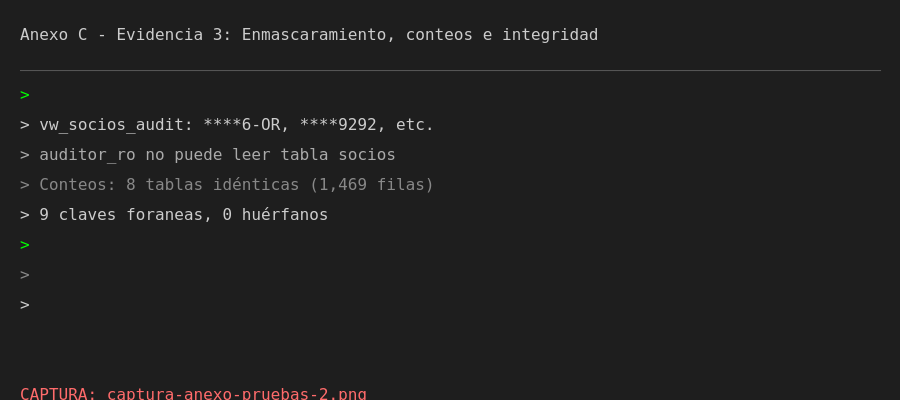 Anexo C - Evidencia 3: Enmascaramiento, conteos e integridad
>
> vw_socios_audit: ****6-OR, ****9292, etc.
> auditor_ro no puede leer tabla socios
> Conteos: 8 tablas idénticas (1,469 filas)
> 9 claves foraneas, 0 huérfanos
>
>
>
CAPTURA: captura-anexo-pruebas-2.png